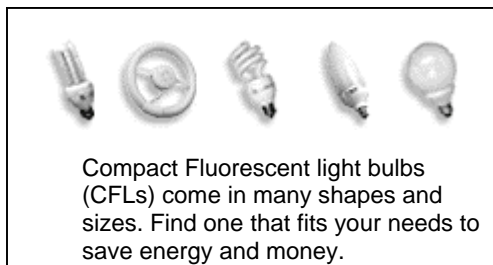 Compact Fluorescent light bulbs
(CFLs) come in many shapes and
sizes. Find one that fits your needs to
save energy and money.